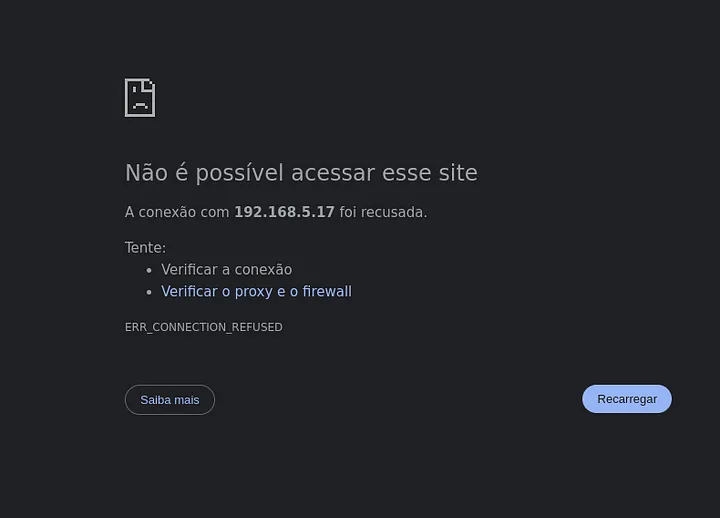 Não é possível acessar esse site
A conexão com 192.168.5.17 foi recusada.
Tente:
Verificar a conexão
Verificar o proxy e o firewall
ERR_CONNECTION_REFUSED
Saiba mais
Recarregar